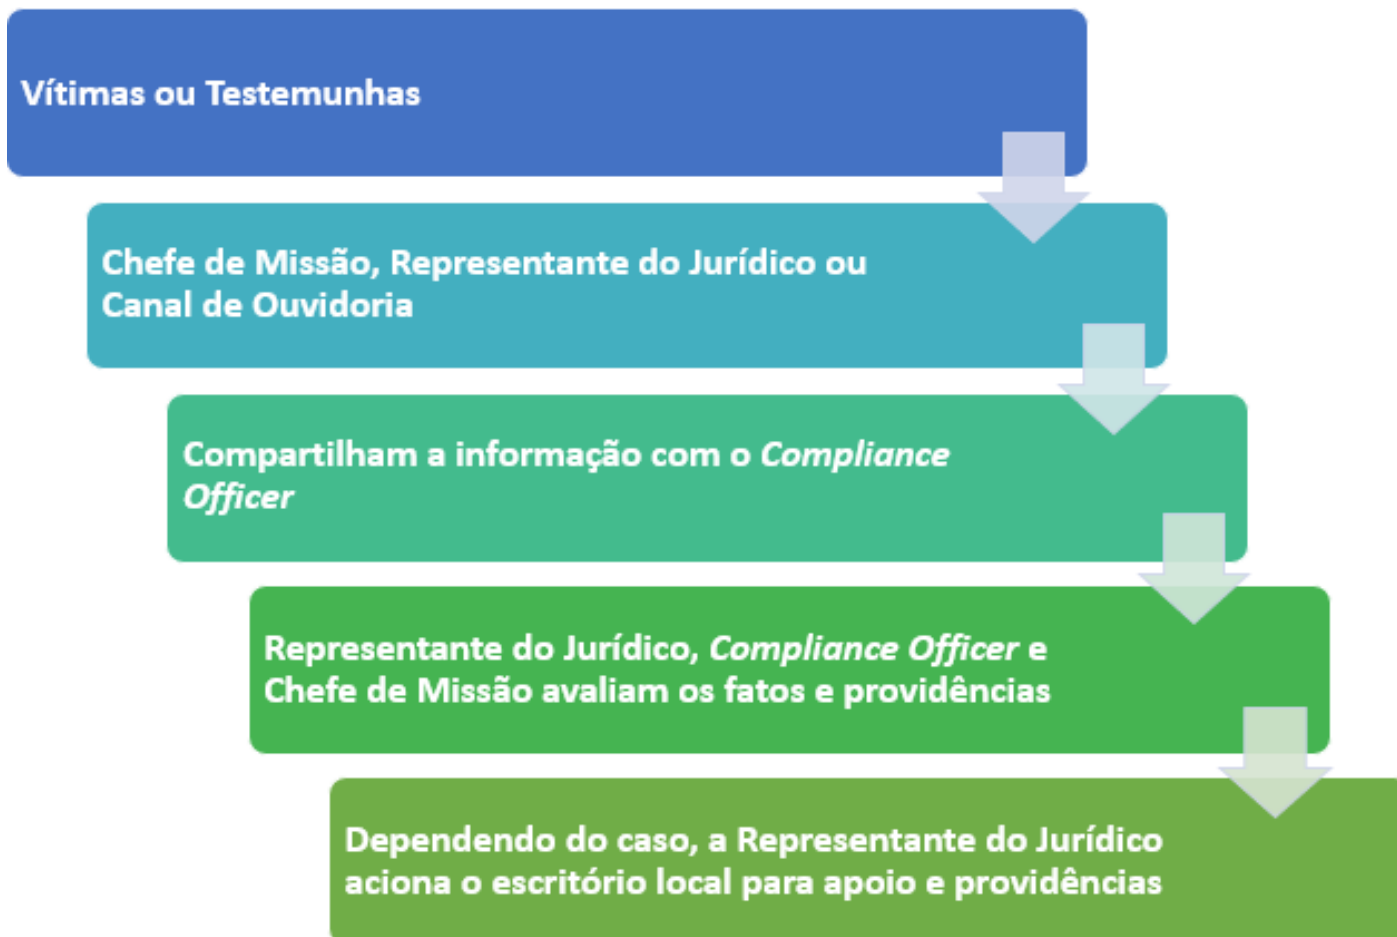 Vítimas ou Testemunhas
Chefe de Missão, Representante do Jurídico ou
Canal de Ouvidoria
Compartilham a informação com o Compliance
Officer
Representante do Jurídico, Compliance Officer e
Chefe de Missão avaliam os fatos e providências
Dependendo do caso, a Representante do Jurídico
aciona o escritório local para apoio e providências